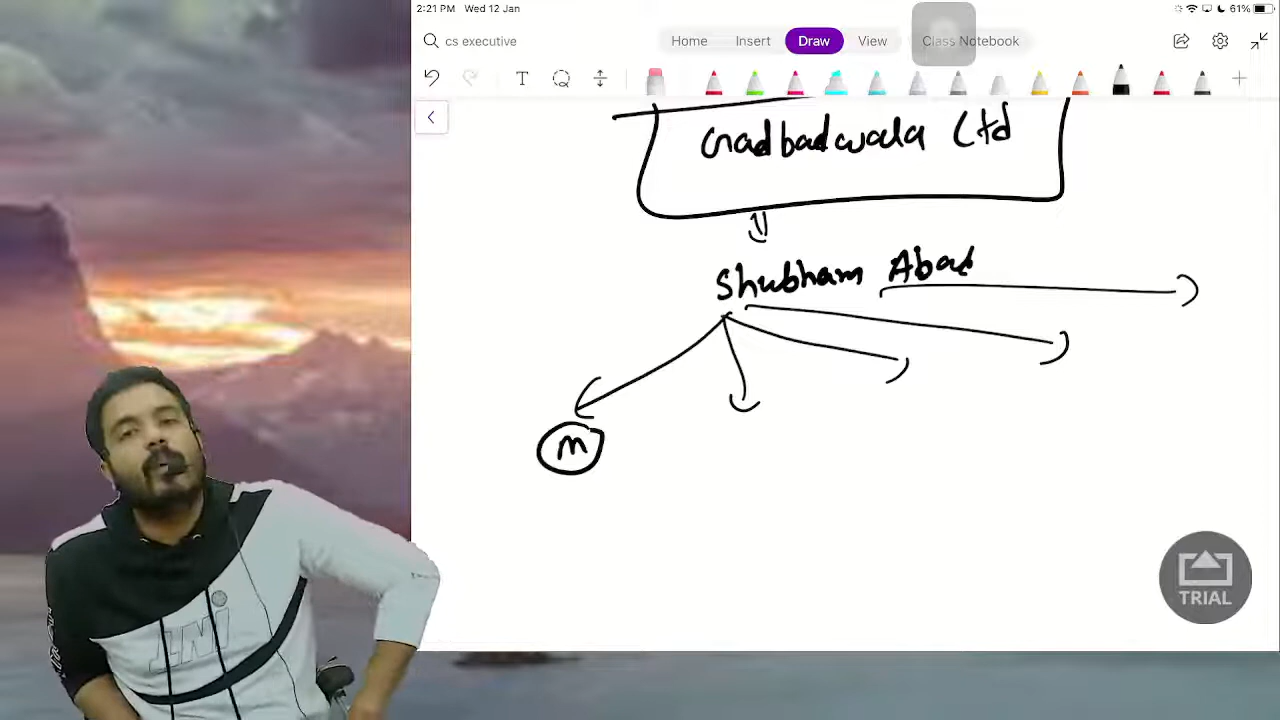 2:21 PM Wed 12 Jan
61%
cs executive
Home Insert Draw View Class Notebook
T
Gadbadwala Ltd
Shubham Abad
m
TRIAL